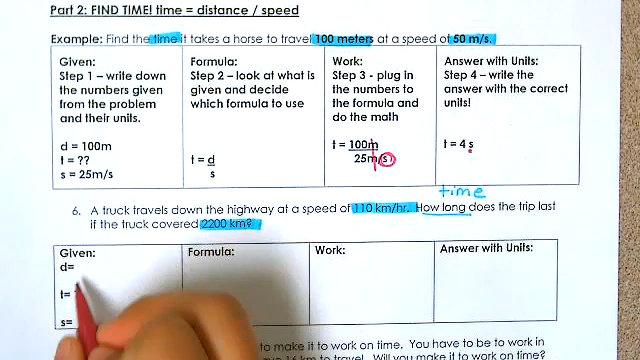 Part 2: FIND TIME! time = distance / speed
Example: Find the time it takes a horse to travel 100 meters at a speed of 50 m/s.
Given:
Step 1 – write down
the numbers given
from the problem
and their units.
d = 100m
t = ??
s = 25m/s
Formula:
Step 2 – look at what is
given and decide
which formula to use
t = d
s
Work:
Step 3 - plug in
the numbers to
the formula and
do the math
t = 100m
25m/s
Answer with Units:
Step 4 – write the
answer with the correct
units!
t = 4 s
time
6. A truck travels down the highway at a speed of 110 km/hr. How long does the trip last
if the truck covered 2200 km?
Given:
d=
t=
s=
Formula:
Work:
Answer with Units:
to make it to work on time. You have to be to work in
16 km to travel. Will you make it to work on time?